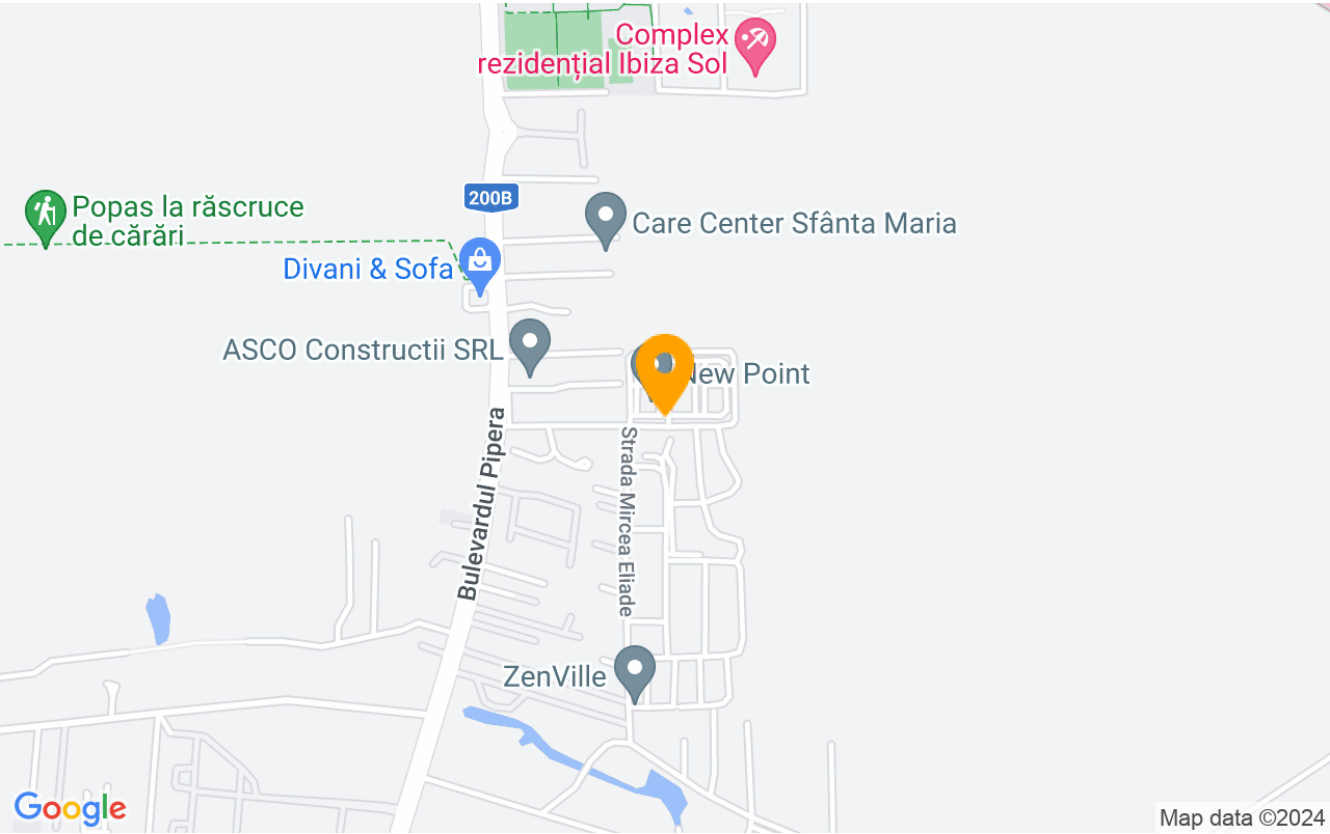 Complex
rezidențial Ibiza Sol
200B
Popas la răscruce
de cărări
Care Center Sfânta Maria
Divani & Sofa
ASCO Constructii SRL
New Point
Bulevardul Pipera
Strada Mircea Eliade
ZenVille
Google
Map data ©2024